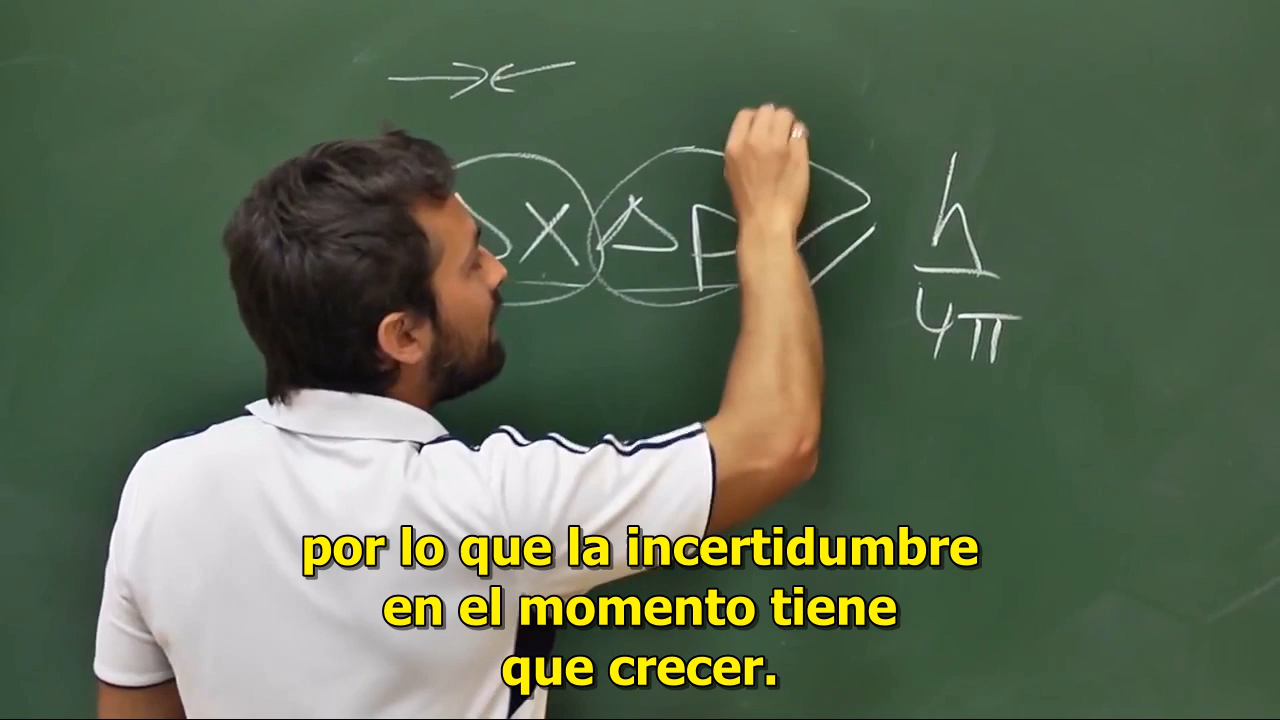 Δx Δp ≥ h
4π
por lo que la incertidumbre
en el momento tiene
que crecer.